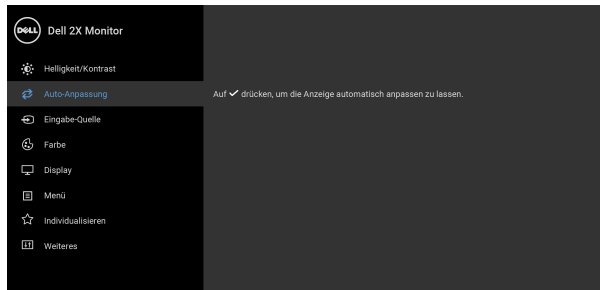 DELL
Dell 2X Monitor
Helligkeit/Kontrast
Auto-Anpassung
Auf ✓ drücken, um die Anzeige automatisch anpassen zu lassen.
Eingabe-Quelle
Farbe
Display
Menü
Individualisieren
Weiteres